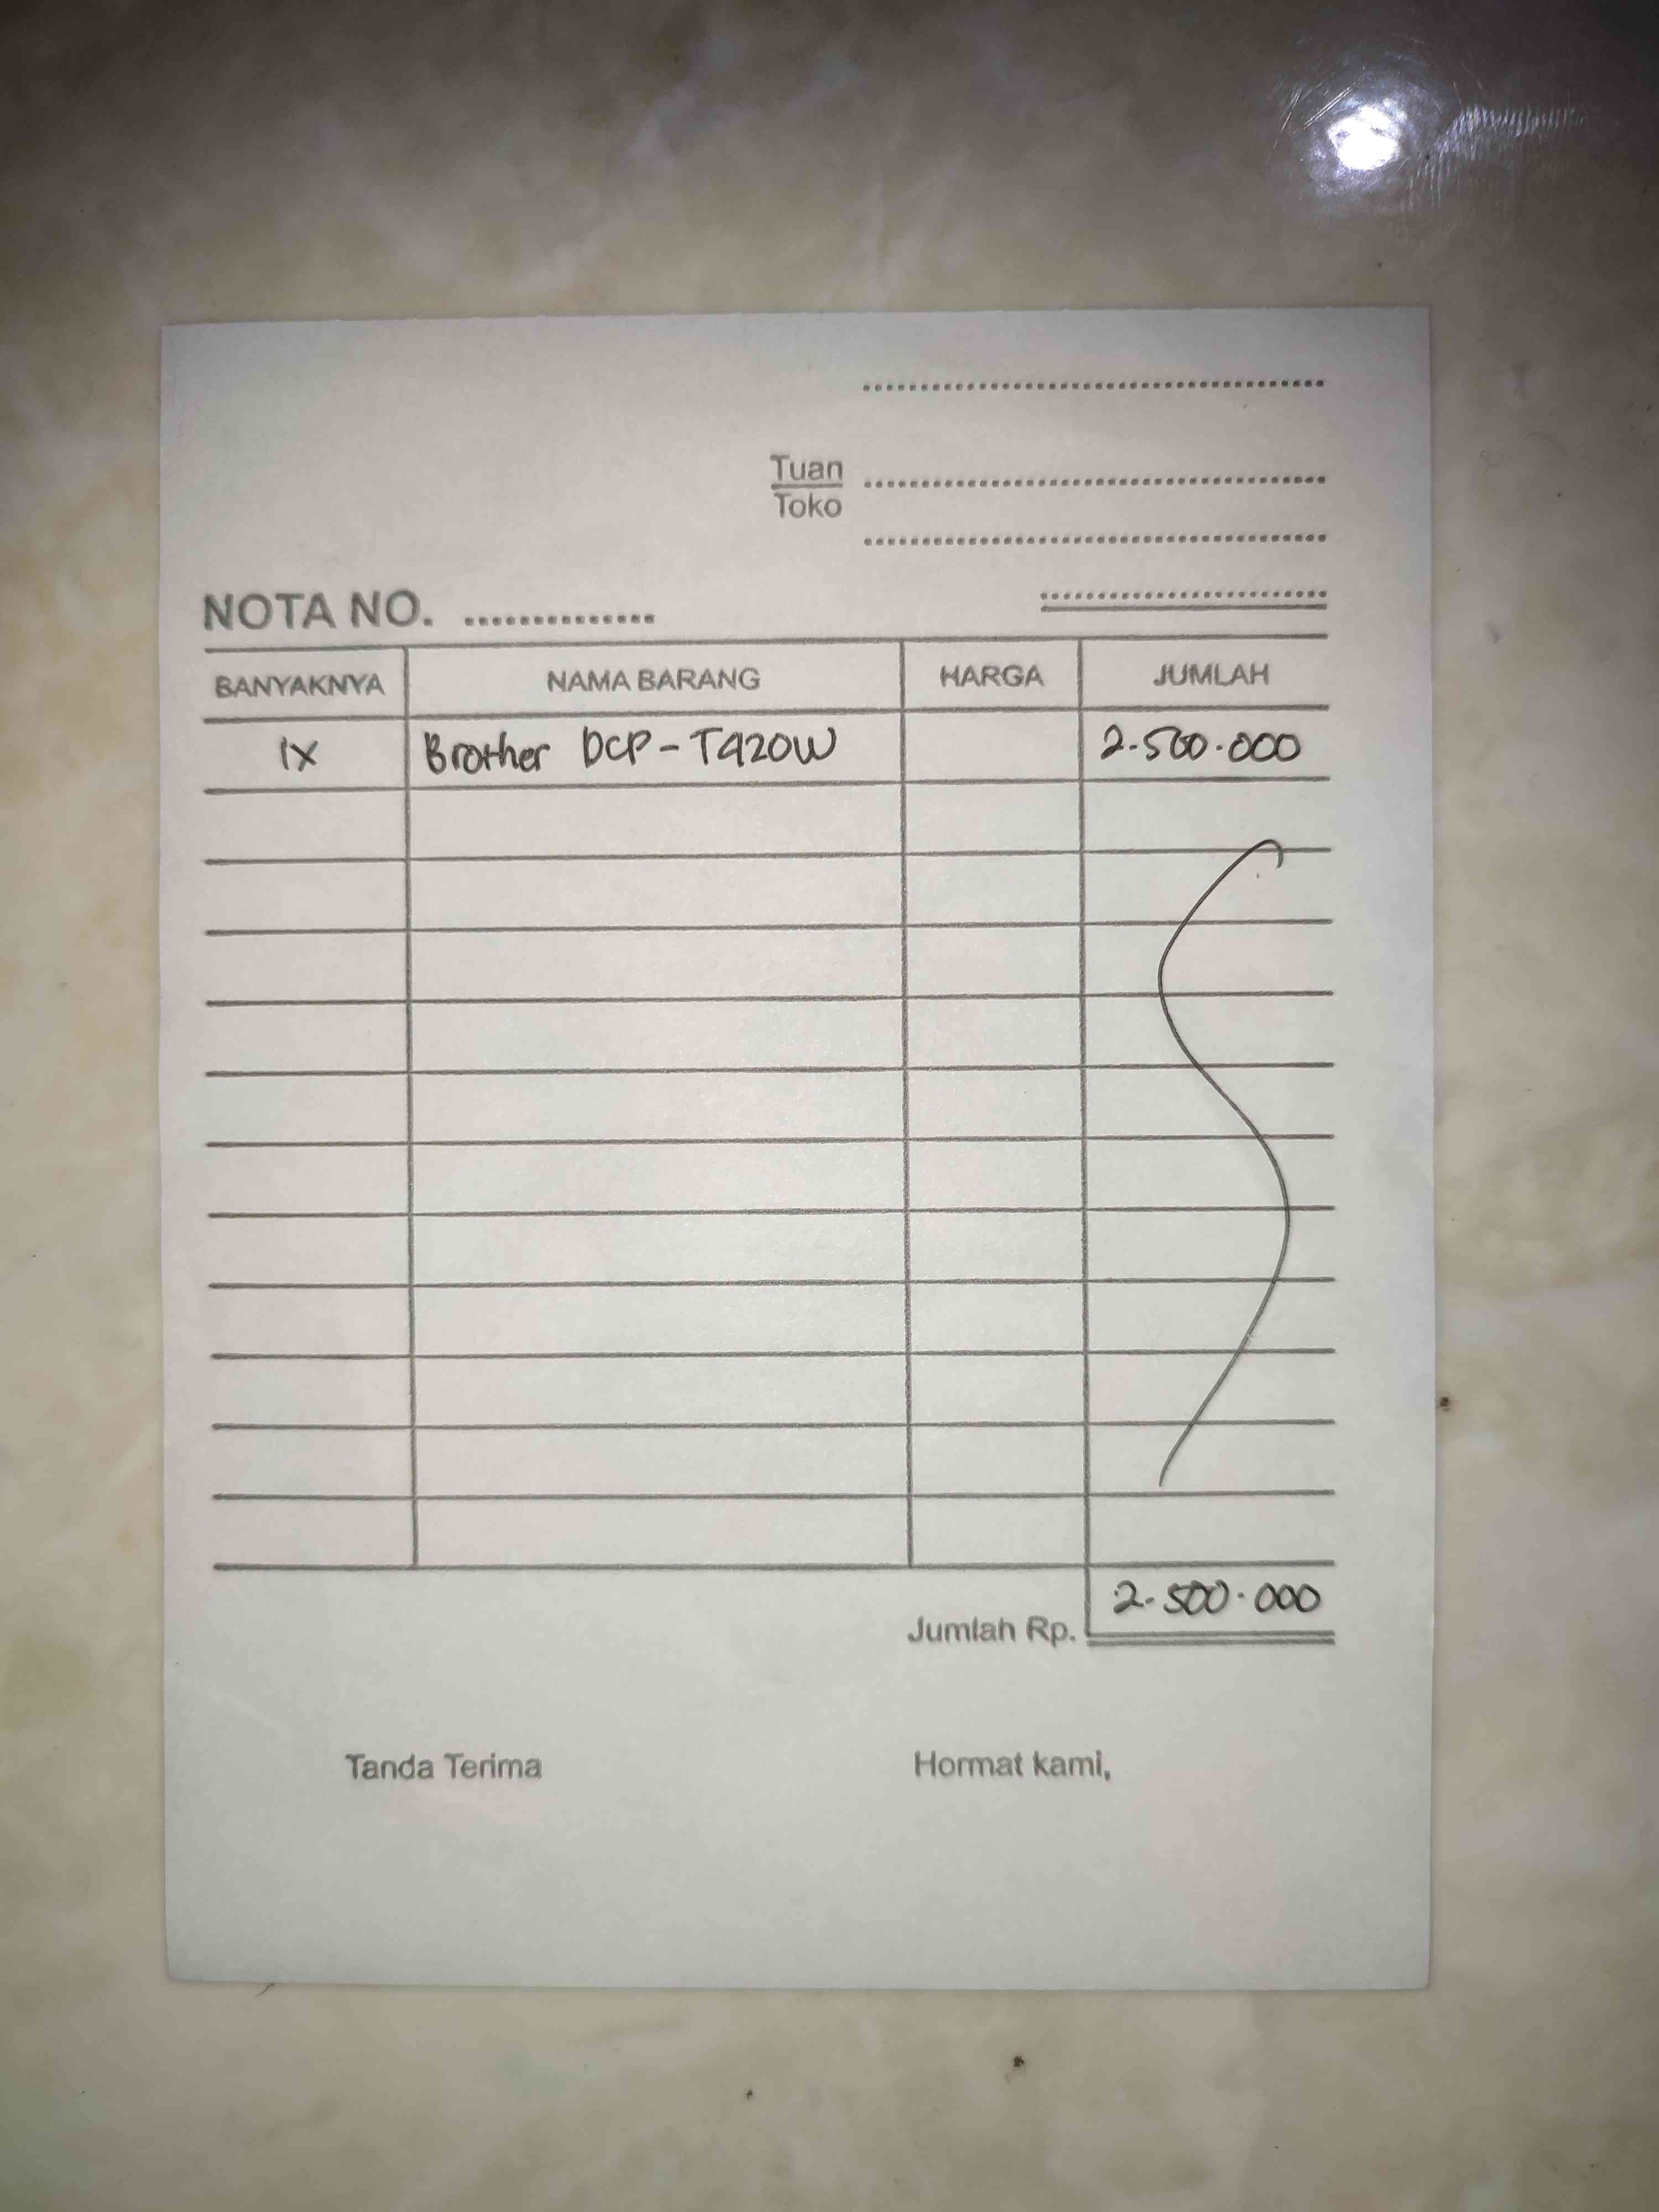 Tuan
Toko
NOTA NO. ..............
BANYAKNYA NAMA BARANG HARGA JUMLAH
1X Brother DCP-T420W 2.500.000
Jumlah Rp. 2.500.000
Tanda Terima Hormat kami,